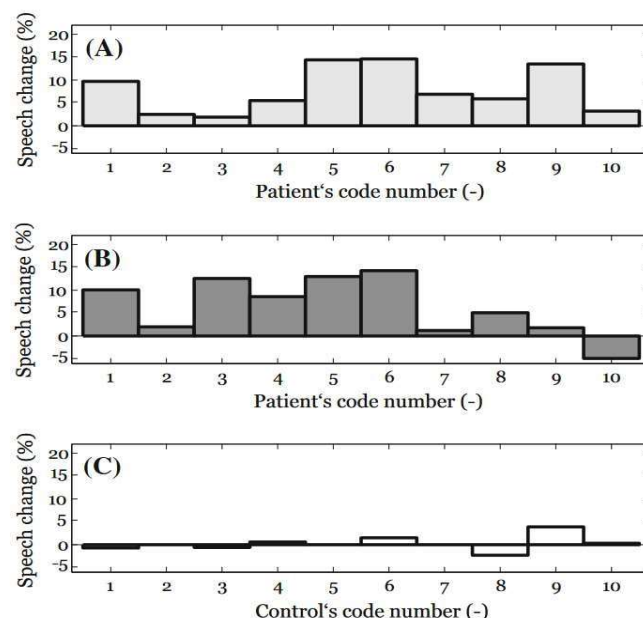 (A)
Speech change (%)
20
15
10
5
0
-5
1 2 3 4 5 6 7 8 9 10
Patient‘s code number (-)
(B)
Speech change (%)
20
15
10
5
0
-5
1 2 3 4 5 6 7 8 9 10
Patient‘s code number (-)
(C)
Speech change (%)
20
15
10
5
0
-5
1 2 3 4 5 6 7 8 9 10
Control‘s code number (-)